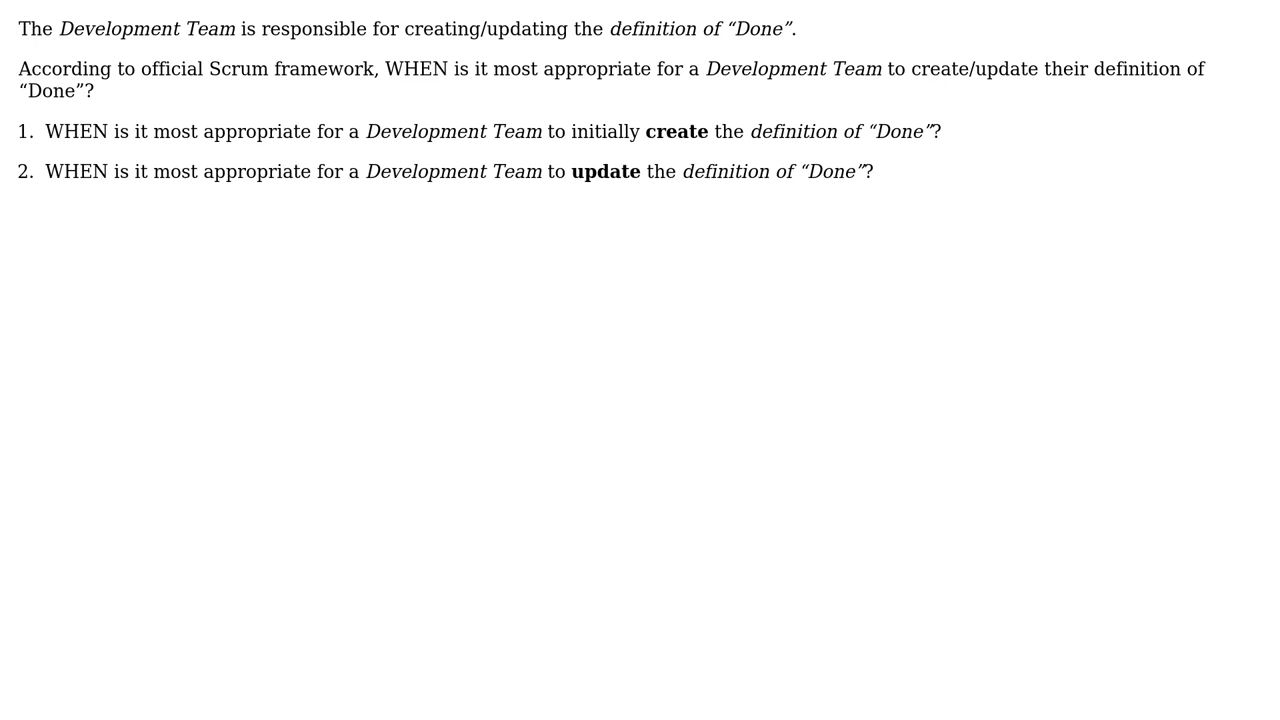 The Development Team is responsible for creating/updating the definition of “Done”.
According to official Scrum framework, WHEN is it most appropriate for a Development Team to create/update their definition of
“Done”?
1. WHEN is it most appropriate for a Development Team to initially create the definition of “Done”?
2. WHEN is it most appropriate for a Development Team to update the definition of “Done”?